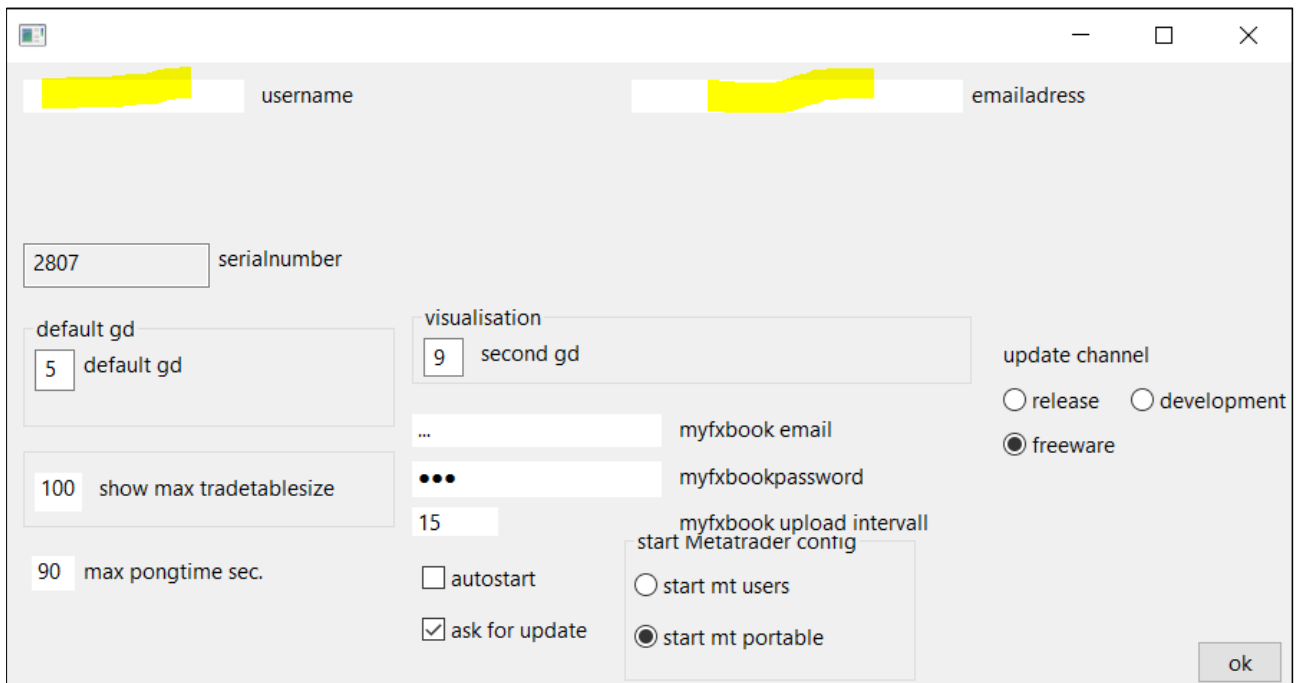 username
emailadress
2807 serialnumber
default gd
5 default gd
visualisation
9 second gd
update channel
release development
freeware
... myfxbook email
●●● myfxbookpassword
15 myfxbook upload intervall
100 show max tradetablesize
90 max pongtime sec.
autostart
ask for update
start Metatrader config
start mt users
start mt portable
ok